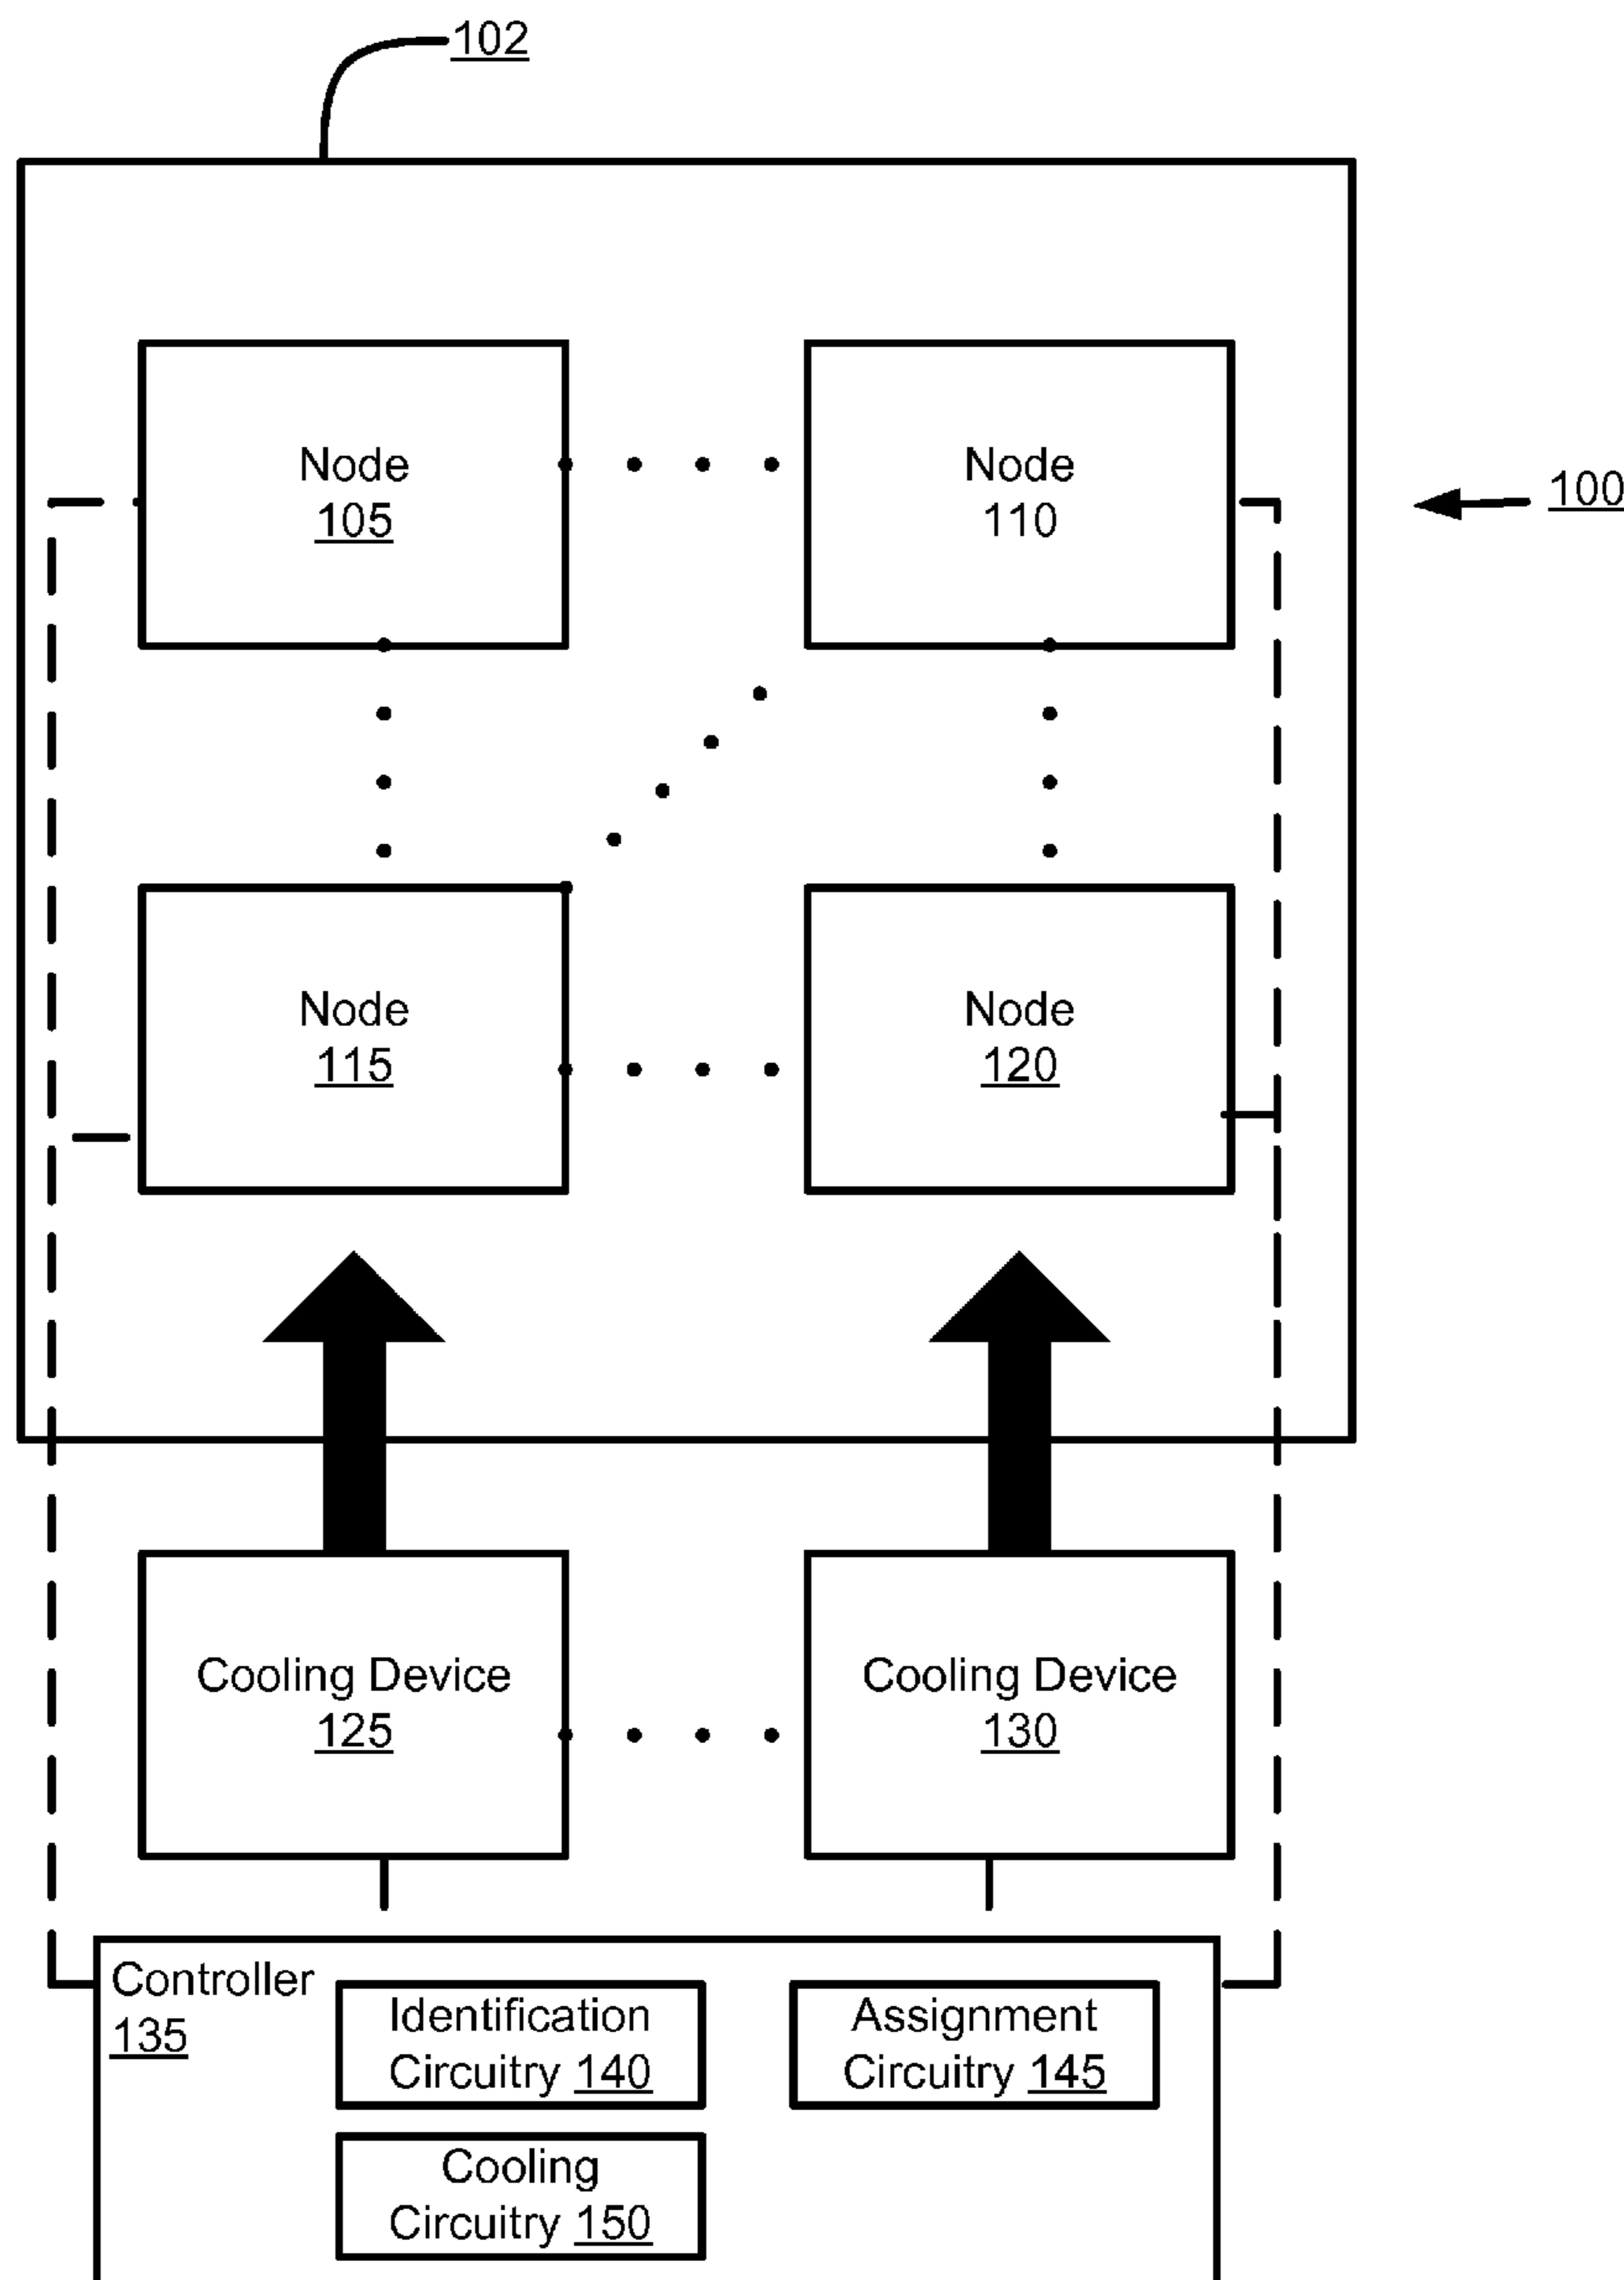 102
Node
105
Node
110
100
Node
115
Node
120
Cooling Device
125
Cooling Device
130
Controller
135
Identification
Circuitry 140
Assignment
Circuitry 145
Cooling
Circuitry 150